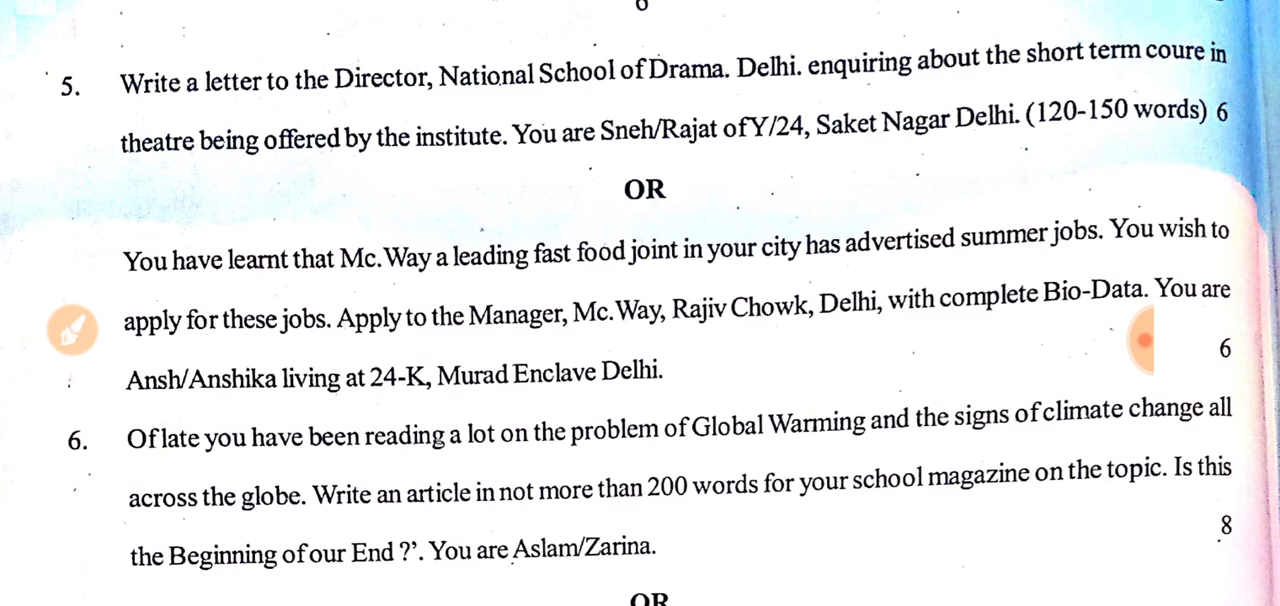 5. Write a letter to the Director, National School of Drama. Delhi. enquiring about the short term coure in
theatre being offered by the institute. You are Sneh/Rajat of Y/24, Saket Nagar Delhi. (120-150 words) 6
OR
You have learnt that Mc. Way a leading fast food joint in your city has advertised summer jobs. You wish to
apply for these jobs. Apply to the Manager, Mc. Way, Rajiv Chowk, Delhi, with complete Bio-Data. You are
Ansh/Anshika living at 24-K, Murad Enclave Delhi. 6
6. Of late you have been reading a lot on the problem of Global Warming and the signs of climate change all
across the globe. Write an article in not more than 200 words for your school magazine on the topic. Is this
the Beginning of our End ?’. You are Aslam/Zarina. 8
OR